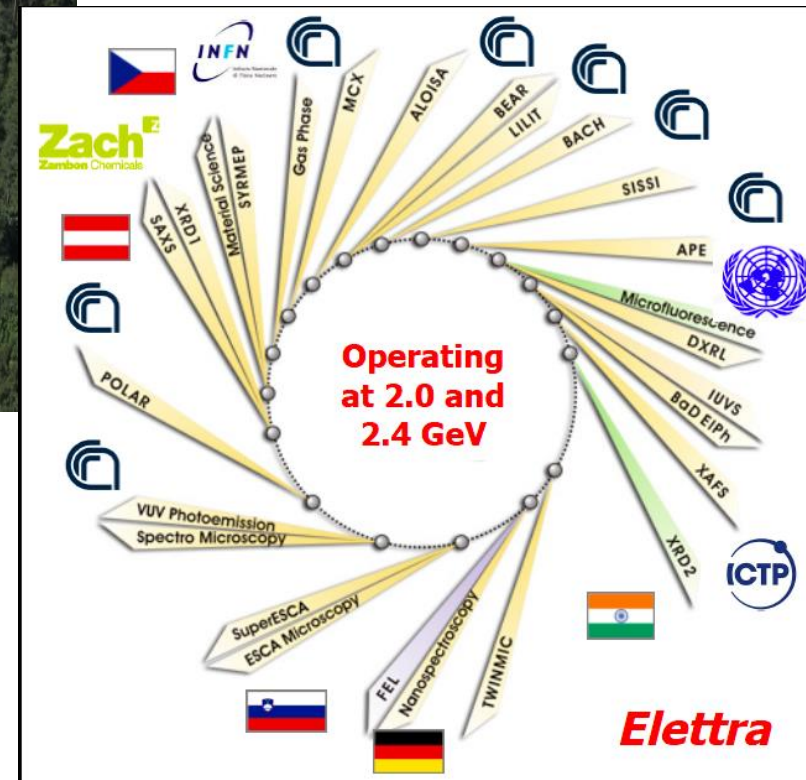 INFN
Zach
Zambon Chemicals
SAXS
XRD1
Material Science
SYRMEP
Gas Phase
MCX
ALOISA
BEAR
LILIT
BACH
SISSI
APE
Microfluorescence
DXRL
IUVS
BaD ElPh
XAFS
XRD2
ICTP
POLAR
VUV Photoemission
Spectro Microscopy
SuperESCA
ESCA Microscopy
FEL
Nanospectroscopy
TWINMIC
Operating
at 2.0 and
2.4 GeV
Elettra